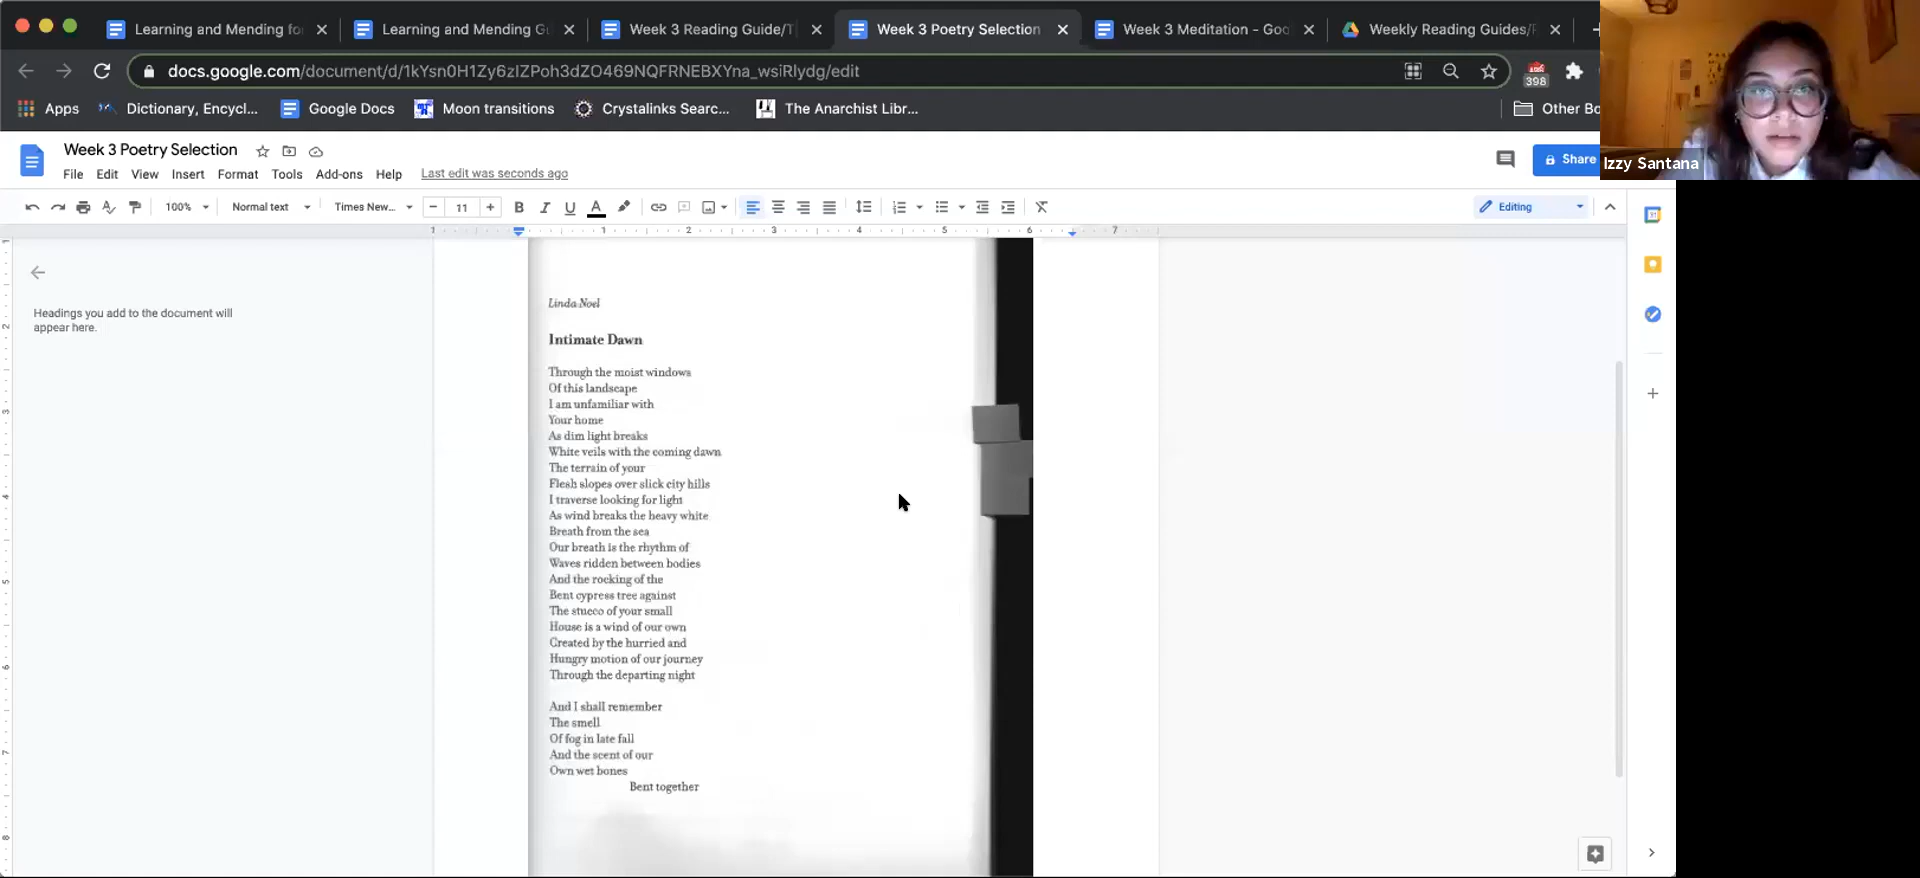 Learning and Mending fo
Learning and Mending G
Week 3 Reading Guide/T
Week 3 Poetry Selection
Week 3 Meditation - Goo
Weekly Reading Guides/
docs.google.com/document/d/1kYsn0H1Zy6zIZPoh3dZO469NQFRNEBXYna_wsiRlydg/edit
398
Apps
Dictionary, Encycl...
Google Docs
Moon transitions
Crystalinks Searc...
The Anarchist Libr...
Other Bo
Izzy Santana
Week 3 Poetry Selection
File Edit View Insert Format Tools Add-ons Help Last edit was seconds ago
Share
100% Normal text Times New... 11 B I U A
Editing
1 1 2 3 4 5 6 7
Headings you add to the document will
appear here.
Linda Noel
Intimate Dawn
Through the moist windows
Of this landscape
I am unfamiliar with
Your home
As dim light breaks
White veils with the coming dawn
The terrain of your
Flesh slopes over slick city hills
I traverse looking for light
As wind breaks the heavy white
Breath from the sea
Our breath is the rhythm of
Waves ridden between bodies
And the rocking of the
Bent cypress tree against
The stucco of your small
House is a wind of our own
Created by the hurried and
Hungry motion of our journey
Through the departing night
And I shall remember
The smell
Of fog in late fall
And the scent of our
Own wet bones
Bent together